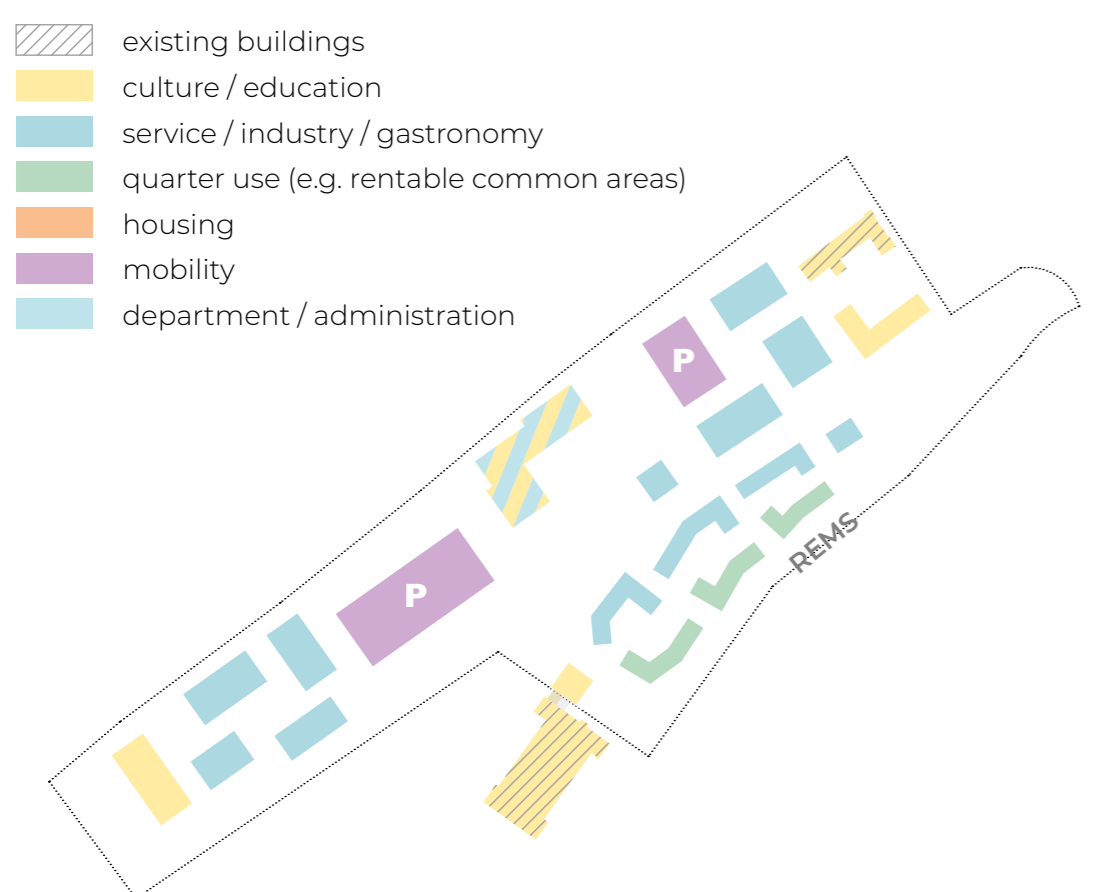 existing buildings
culture / education
service / industry / gastronomy
quarter use (e.g. rentable common areas)
housing
mobility
department / administration
P
P
REMS